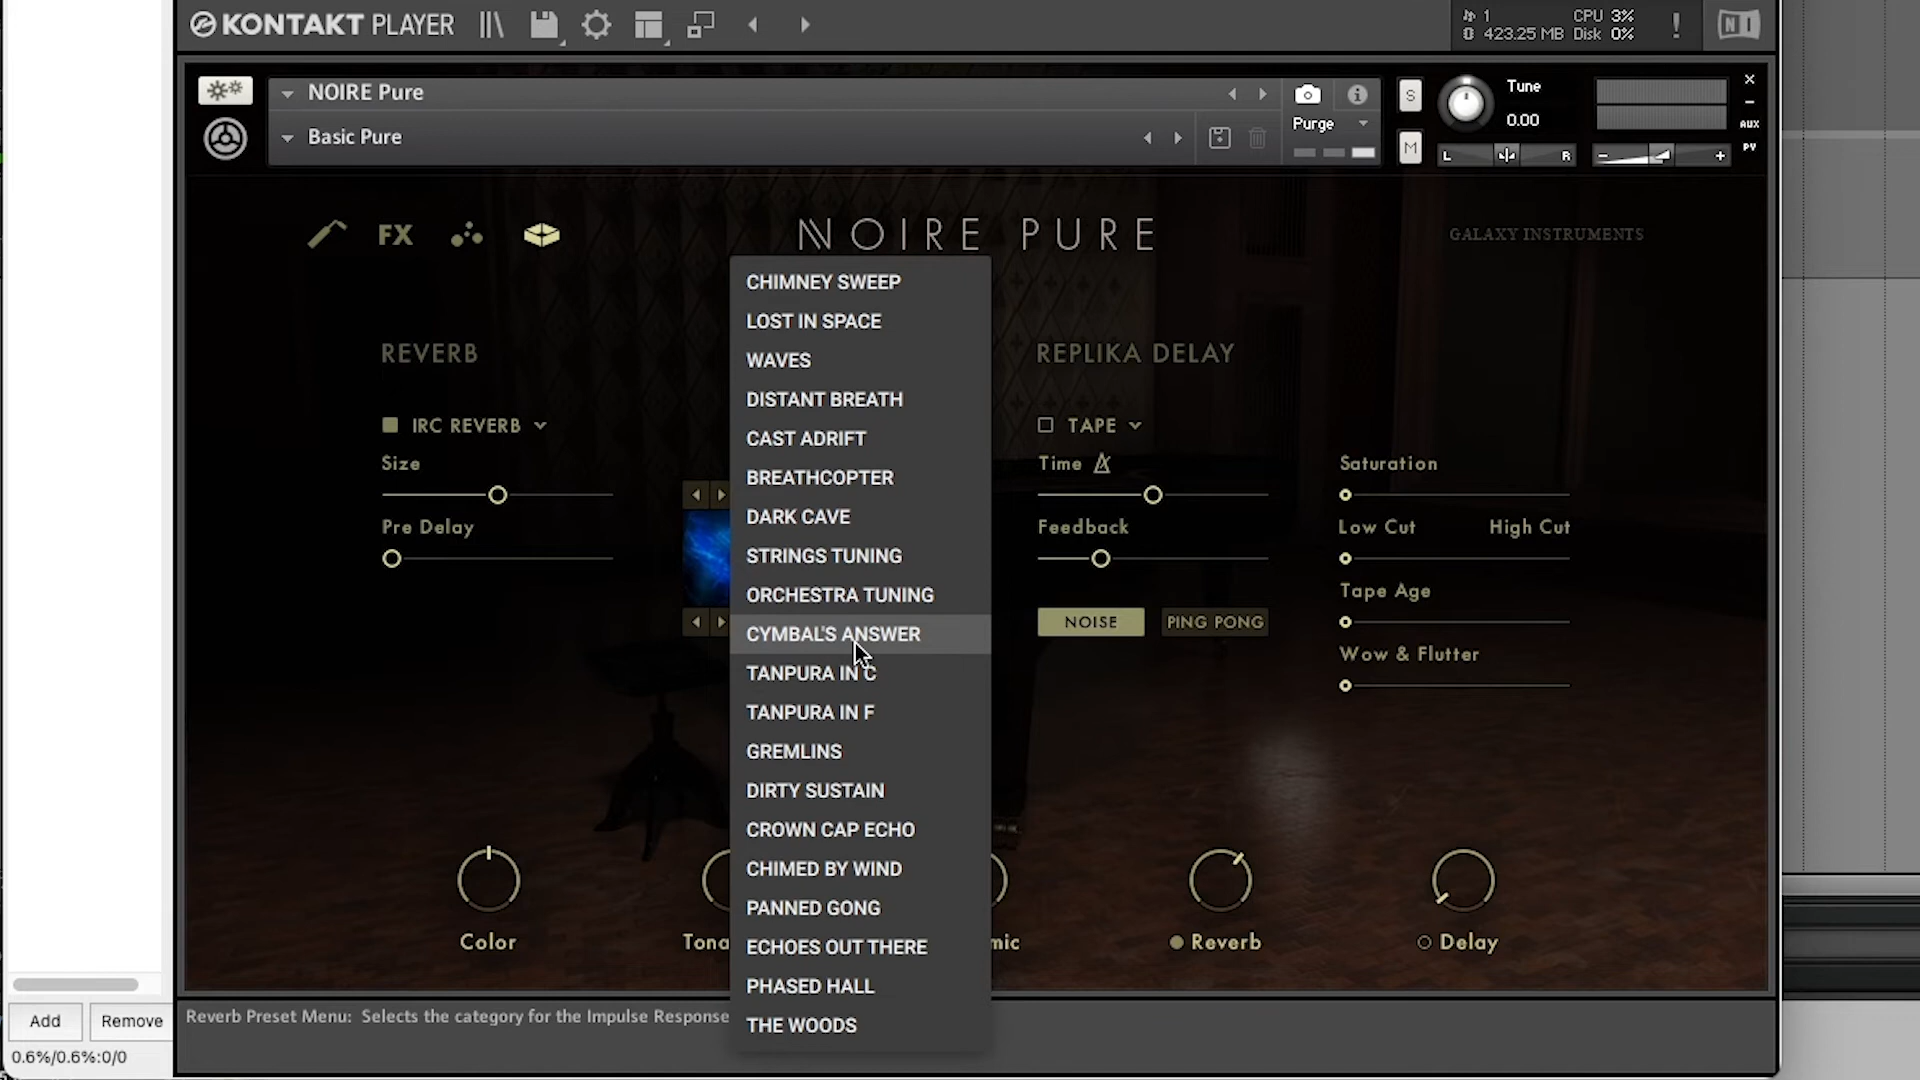 KONTAKT PLAYER
1
CPU 3%
0 423.25 MB Disk 0%
NI
NOIRE Pure
Basic Pure
Purge
S
M
Tune
0.00
L R
AUX
PV
FX
NOIRE PURE
GALAXY INSTRUMENTS
REVERB
IRC REVERB
Size
Pre Delay
CHIMNEY SWEEP
LOST IN SPACE
WAVES
DISTANT BREATH
CAST ADRIFT
BREATHCOPTER
DARK CAVE
STRINGS TUNING
ORCHESTRA TUNING
CYMBAL'S ANSWER
TANPURA IN C
TANPURA IN F
GREMLINS
DIRTY SUSTAIN
CROWN CAP ECHO
CHIMED BY WIND
PANNED GONG
ECHOES OUT THERE
PHASED HALL
THE WOODS
REPLIKA DELAY
TAPE
Time
Feedback
NOISE
PING PONG
Saturation
Low Cut High Cut
Tape Age
Wow & Flutter
Color
Tona
mic
Reverb
Delay
Add
Remove
0.6%/0.6%:0/0
Reverb Preset Menu: Selects the category for the Impulse Response